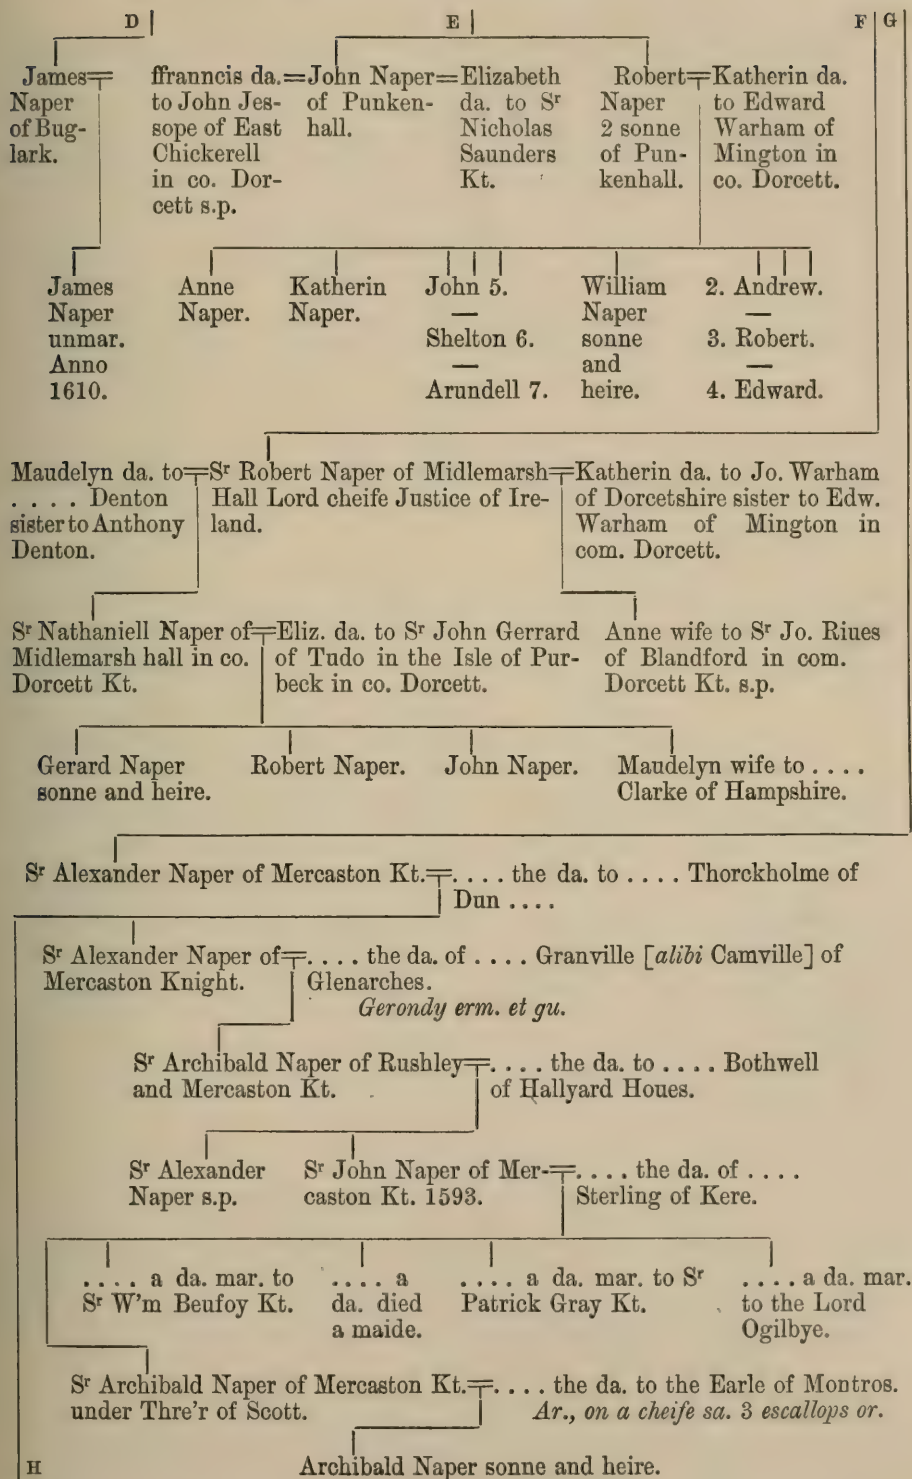 D E F G
James
Naper
of Bug-
lark.
ffranncis da.
to John Jes-
sope of East
Chickerell
in co. Dor-
cett s.p.
=John Naper=
of Punken-
hall.
Elizabeth
da. to Sʳ
Nicholas
Saunders
Kt.
Robert
Naper
2 sonne
of Pun-
kenhall.
Katherin da.
to Edward
Warham of
Mington in
co. Dorcett.
James
Naper
unmar.
Anno
1610.
Anne
Naper.
Katherin
Naper.
John 5.
—
Shelton 6.
—
Arundell 7.
William
Naper
sonne
and
heire.
2. Andrew.
—
3. Robert.
—
4. Edward.
Maudelyn da. to
. . . . Denton
sister to Anthony
Denton.
Sʳ Robert Naper of Midlemarsh
Hall Lord cheife Justice of Ire-
land.
Katherin da. to Jo. Warham
of Dorcetshire sister to Edw.
Warham of Mington in
com. Dorcett.
Sʳ Nathaniell Naper of
Midlemarsh hall in co.
Dorcett Kt.
Eliz. da. to Sʳ John Gerrard
of Tudo in the Isle of Pur-
beck in co. Dorcett.
Anne wife to Sʳ Jo. Riues
of Blandford in com.
Dorcett Kt. s.p.
Gerard Naper
sonne and heire.
Robert Naper.
John Naper.
Maudelyn wife to . . . .
Clarke of Hampshire.
Sʳ Alexander Naper of Mercaston Kt.
. . . . the da. to . . . . Thorckholme of
Dun . . . .
Sʳ Alexander Naper of
Mercaston Knight.
. . . . the da. of . . . . Granville [alibi Camville] of
Glenarches.
Gerondy erm. et gu.
Sʳ Archibald Naper of Rushley
and Mercaston Kt.
. . . . the da. to . . . . Bothwell
of Hallyard Houes.
Sʳ Alexander
Naper s.p.
Sʳ John Naper of Mer-
caston Kt. 1593.
. . . . the da. of . . . .
Sterling of Kere.
. . . . a da. mar. to
Sʳ W'm Beufoy Kt.
. . . . a
da. died
a maide.
. . . . a da. mar. to Sʳ
Patrick Gray Kt.
. . . . a da. mar.
to the Lord
Ogilbye.
Sʳ Archibald Naper of Mercaston Kt.
under Thre'r of Scott.
. . . . the da. to the Earle of Montros.
Ar., on a cheife sa. 3 escallops or.
H
Archibald Naper sonne and heire.